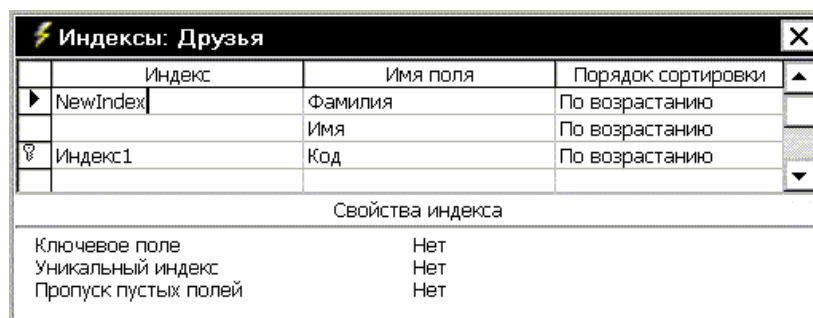 Индексы: Друзья
Индекс Имя поля Порядок сортировки
NewIndex Фамилия По возрастанию
Имя По возрастанию
Индекс1 Код По возрастанию
Свойства индекса
Ключевое поле Нет
Уникальный индекс Нет
Пропуск пустых полей Нет